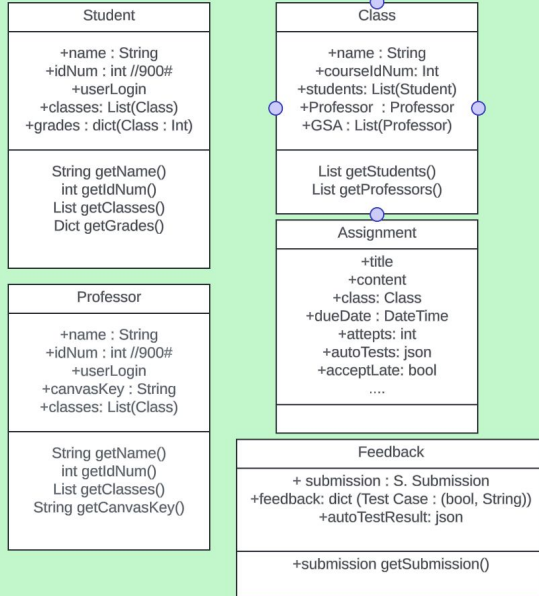 Student
+name : String
+idNum : int //900#
+userLogin
+classes: List(Class)
+grades : dict(Class : Int)
String getName()
int getIdNum()
List getClasses()
Dict getGrades()
Class
+name : String
+courseIdNum: Int
+students: List(Student)
+Professor : Professor
+GSA : List(Professor)
List getStudents()
List getProfessors()
Assignment
+title
+content
+class: Class
+dueDate : DateTime
+attepts: int
+autoTests: json
+acceptLate: bool
....
Professor
+name : String
+idNum : int //900#
+userLogin
+canvasKey : String
+classes: List(Class)
String getName()
int getIdNum()
List getClasses()
String getCanvasKey()
Feedback
+ submission : S. Submission
+feedback: dict (Test Case : (bool, String))
+autoTestResult: json
+submission getSubmission()